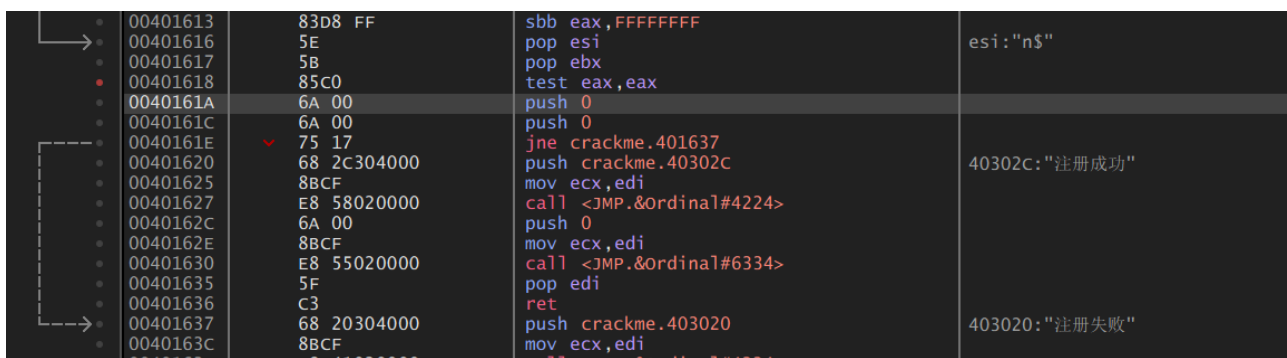 00401613 83D8 FF sbb eax,FFFFFFFF
00401616 5E pop esi esi:"n$"
00401617 5B pop ebx
00401618 85C0 test eax,eax
0040161A 6A 00 push 0
0040161C 6A 00 push 0
0040161E 75 17 jne crackme.401637
00401620 68 2C304000 push crackme.40302C 40302C:"注册成功"
00401625 8BCF mov ecx,edi
00401627 E8 58020000 call <JMP.&Ordinal#4224>
0040162C 6A 00 push 0
0040162E 8BCF mov ecx,edi
00401630 E8 55020000 call <JMP.&Ordinal#6334>
00401635 5F pop edi
00401636 C3 ret
00401637 68 20304000 push crackme.403020 403020:"注册失败"
0040163C 8BCF mov ecx,edi